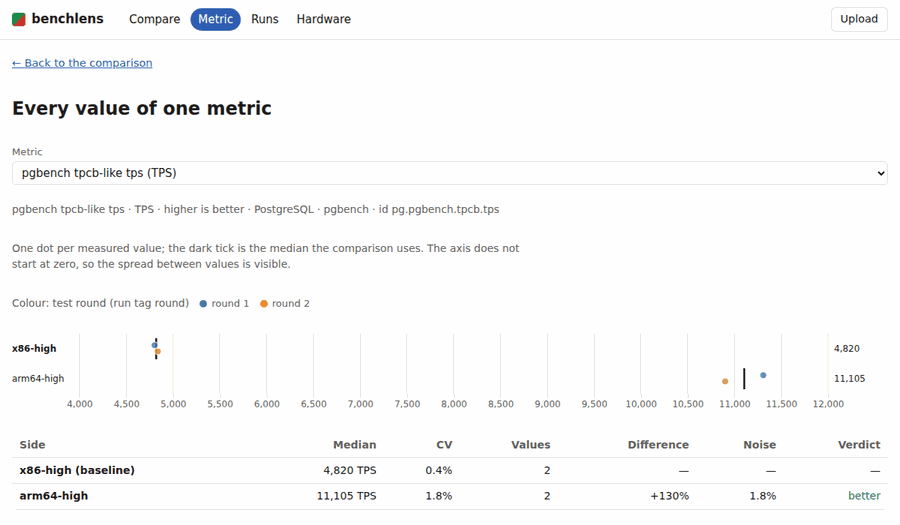 benchlens Compare Metric Runs Hardware Upload
← Back to the comparison
Every value of one metric
Metric
pgbench tpcb-like tps (TPS)
pgbench tpcb-like tps · TPS · higher is better · PostgreSQL · pgbench · id pg.pgbench.tpcb.tps
One dot per measured value; the dark tick is the median the comparison uses. The axis does not
start at zero, so the spread between values is visible.
Colour: test round (run tag round) round 1 round 2
x86-high 4,820
arm64-high 11,105
4,000 4,500 5,000 5,500 6,000 6,500 7,000 7,500 8,000 8,500 9,000 9,500 10,000 10,500 11,000 11,500 12,000
Side Median CV Values Difference Noise Verdict
x86-high (baseline) 4,820 TPS 0.4% 2 — — —
arm64-high 11,105 TPS 1.8% 2 +130% 1.8% better